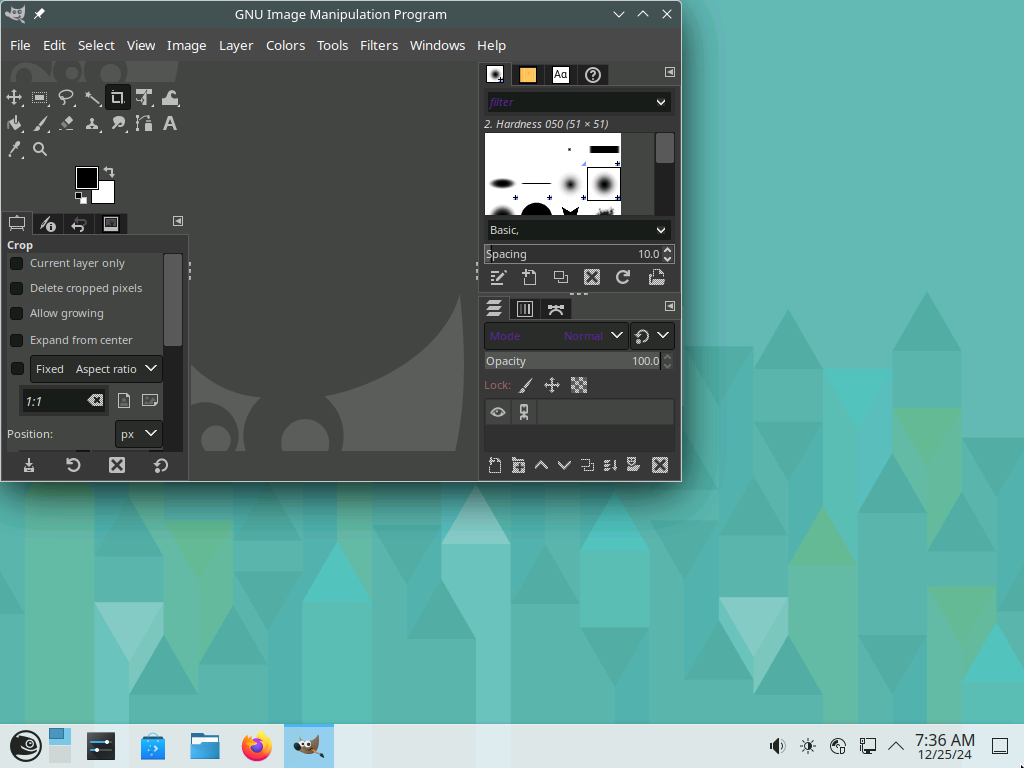 GNU Image Manipulation Program
File Edit Select View Image Layer Colors Tools Filters Windows Help
Aa
filter
2. Hardness 050 (51 × 51)
A
Basic,
Spacing 10.0
Crop
Current layer only
Delete cropped pixels
Allow growing
Expand from center
Fixed Aspect ratio
1:1
Position: px
Mode Normal
Opacity 100.0
Lock:
7:36 AM
12/25/24